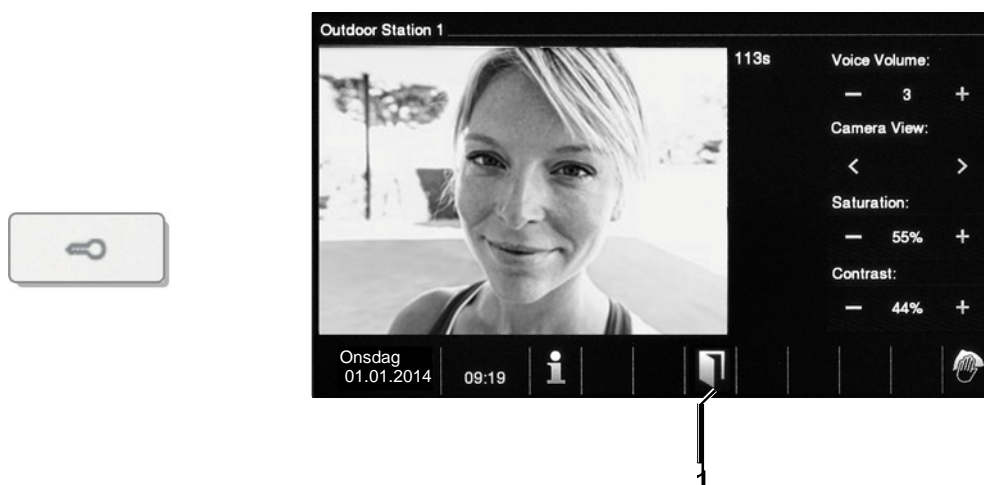 Outdoor Station 1
113s
Voice Volume:
— 3 +
Camera View:
< >
Saturation:
— 55% +
Contrast:
— 44% +
Onsdag
01.01.2014
09:19
i
1